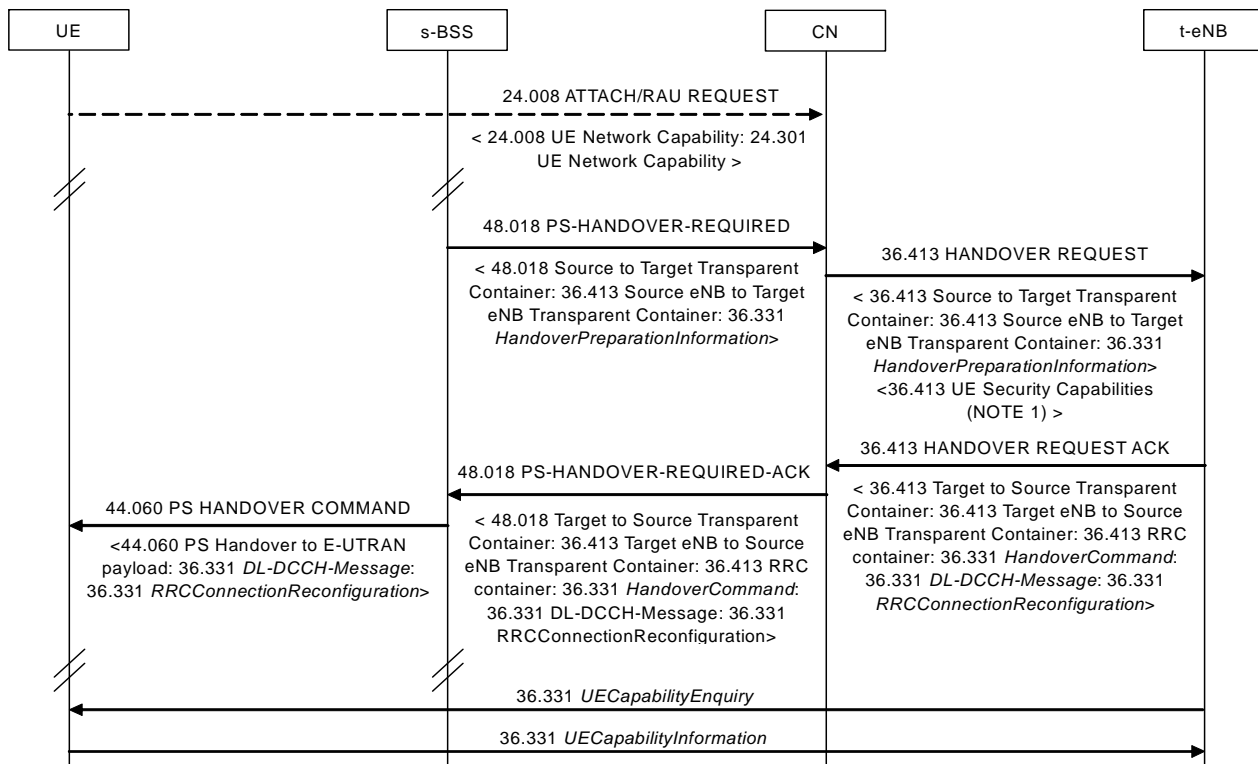 UE
s-BSS
CN
t-eNB
24.008 ATTACH/RAU REQUEST
< 24.008 UE Network Capability: 24.301
UE Network Capability >
48.018 PS-HANDOVER-REQUIRED
< 48.018 Source to Target Transparent
Container: 36.413 Source eNB to Target
eNB Transparent Container: 36.331
HandoverPreparationInformation>
36.413 HANDOVER REQUEST
< 36.413 Source to Target Transparent
Container: 36.413 Source eNB to Target
eNB Transparent Container: 36.331
HandoverPreparationInformation>
<36.413 UE Security Capabilities
(NOTE 1) >
36.413 HANDOVER REQUEST ACK
< 36.413 Target to Source Transparent
Container: 36.413 Target eNB to Source
eNB Transparent Container: 36.413 RRC
container: 36.331 HandoverCommand:
36.331 DL-DCCH-Message: 36.331
RRCConnectionReconfiguration>
48.018 PS-HANDOVER-REQUIRED-ACK
< 48.018 Target to Source Transparent
Container: 36.413 Target eNB to Source
eNB Transparent Container: 36.413 RRC
container: 36.331 HandoverCommand:
36.331 DL-DCCH-Message: 36.331
RRCConnectionReconfiguration>
44.060 PS HANDOVER COMMAND
<44.060 PS Handover to E-UTRAN
payload: 36.331 DL-DCCH-Message:
36.331 RRCConnectionReconfiguration>
36.331 UECapabilityEnquiry
36.331 UECapabilityInformation